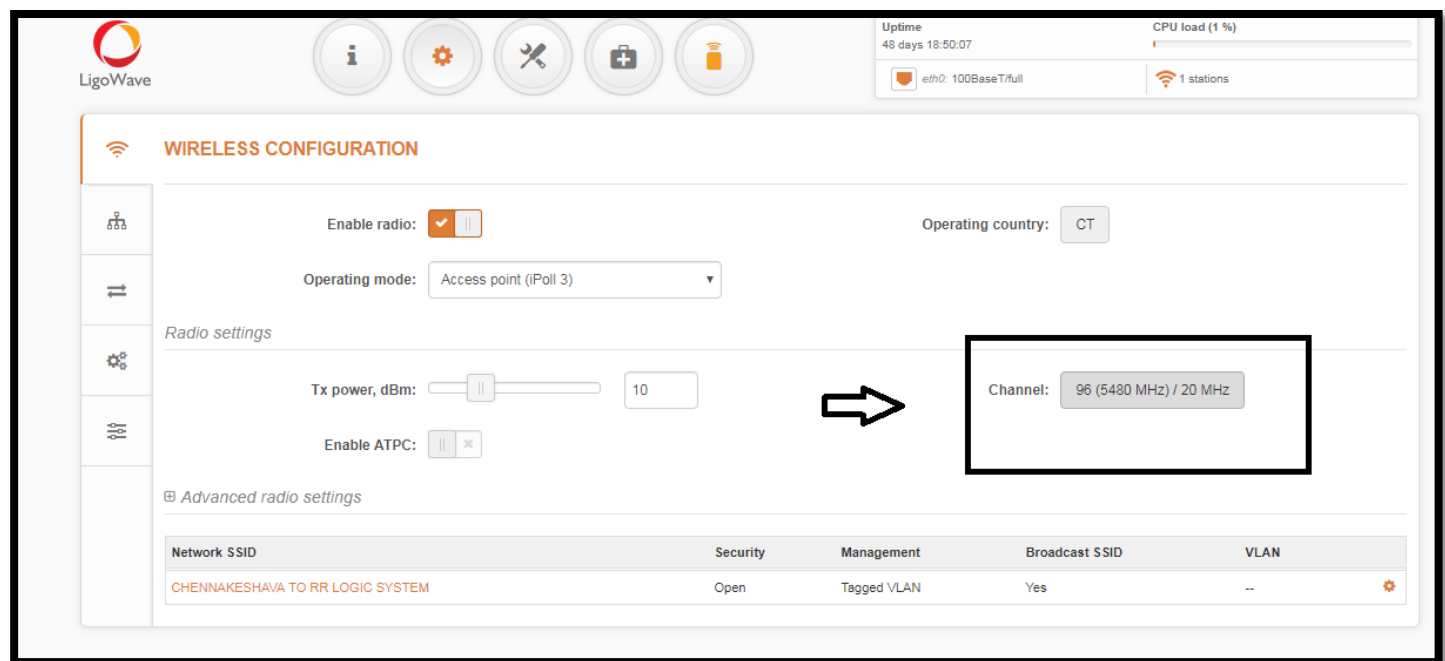 LigoWave
i
Uptime
48 days 18:50:07
CPU load (1 %)
eth0: 100BaseT/full
1 stations
WIRELESS CONFIGURATION
Enable radio:
Operating country: CT
Operating mode: Access point (iPoll 3)
Radio settings
Tx power, dBm: 10
Channel: 96 (5480 MHz) / 20 MHz
Enable ATPC:
Advanced radio settings
Network SSID Security Management Broadcast SSID VLAN
CHENNAKESHAVA TO RR LOGIC SYSTEM Open Tagged VLAN Yes --